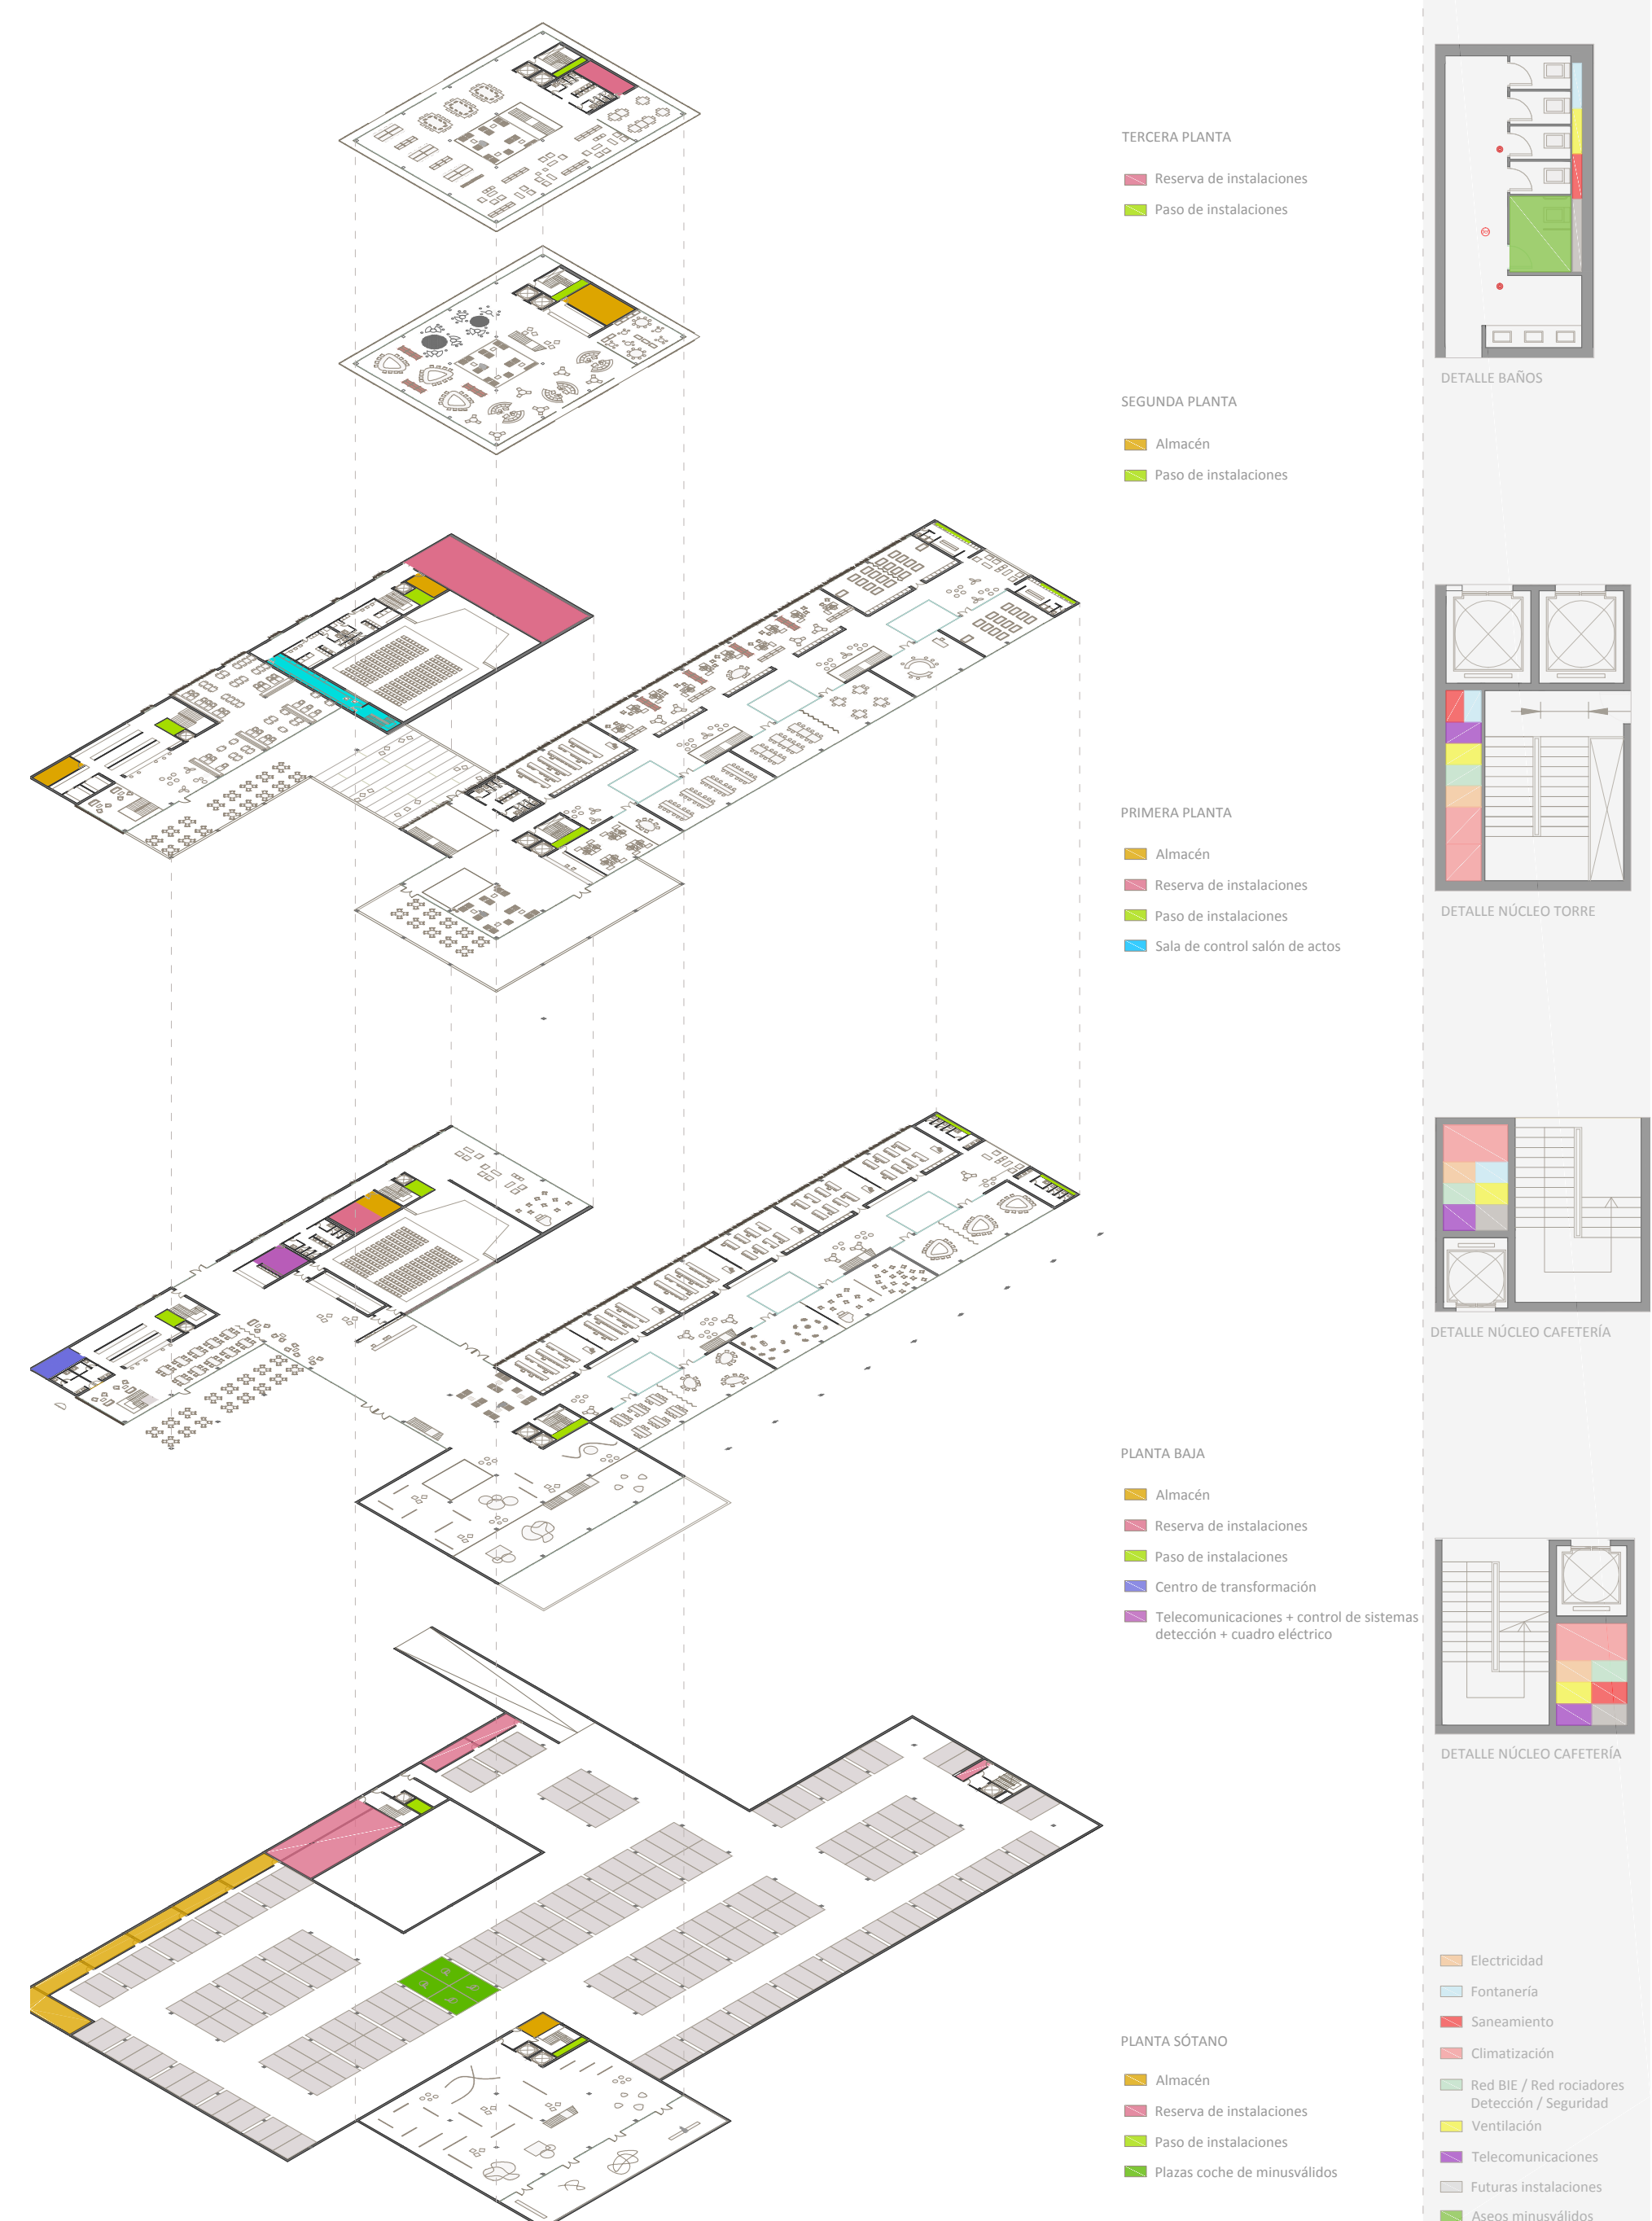 TERCERA PLANTA
Reserva de instalaciones
Paso de instalaciones
SEGUNDA PLANTA
Almacén
Paso de instalaciones
PRIMERA PLANTA
Almacén
Reserva de instalaciones
Paso de instalaciones
Sala de control salón de actos
PLANTA BAJA
Almacén
Reserva de instalaciones
Paso de instalaciones
Centro de transformación
Telecomunicaciones + control de sistemas
detección + cuadro eléctrico
PLANTA SÓTANO
Almacén
Reserva de instalaciones
Paso de instalaciones
Plazas coche de minusválidos
DETALLE BAÑOS
DETALLE NÚCLEO TORRE
DETALLE NÚCLEO CAFETERÍA
DETALLE NÚCLEO CAFETERÍA
Electricidad
Fontanería
Saneamiento
Climatización
Red BIE / Red rociadores
Detección / Seguridad
Ventilación
Telecomunicaciones
Futuras instalaciones
Aseos minusválidos